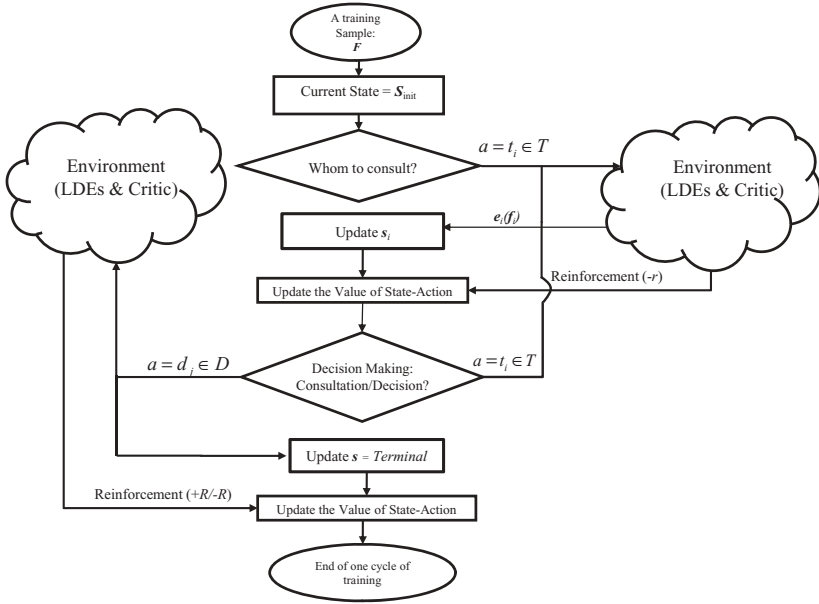 A training
Sample:
F
Current State = S_init
Whom to consult?
a = t_i ∈ T
Environment
(LDEs & Critic)
Environment
(LDEs & Critic)
e_i(f_i)
Update s_i
Reinforcement (-r)
Update the Value of State-Action
a = d_j ∈ D
Decision Making:
Consultation/Decision?
a = t_i ∈ T
Update s = Terminal
Reinforcement (+R/-R)
Update the Value of State-Action
End of one cycle of
training